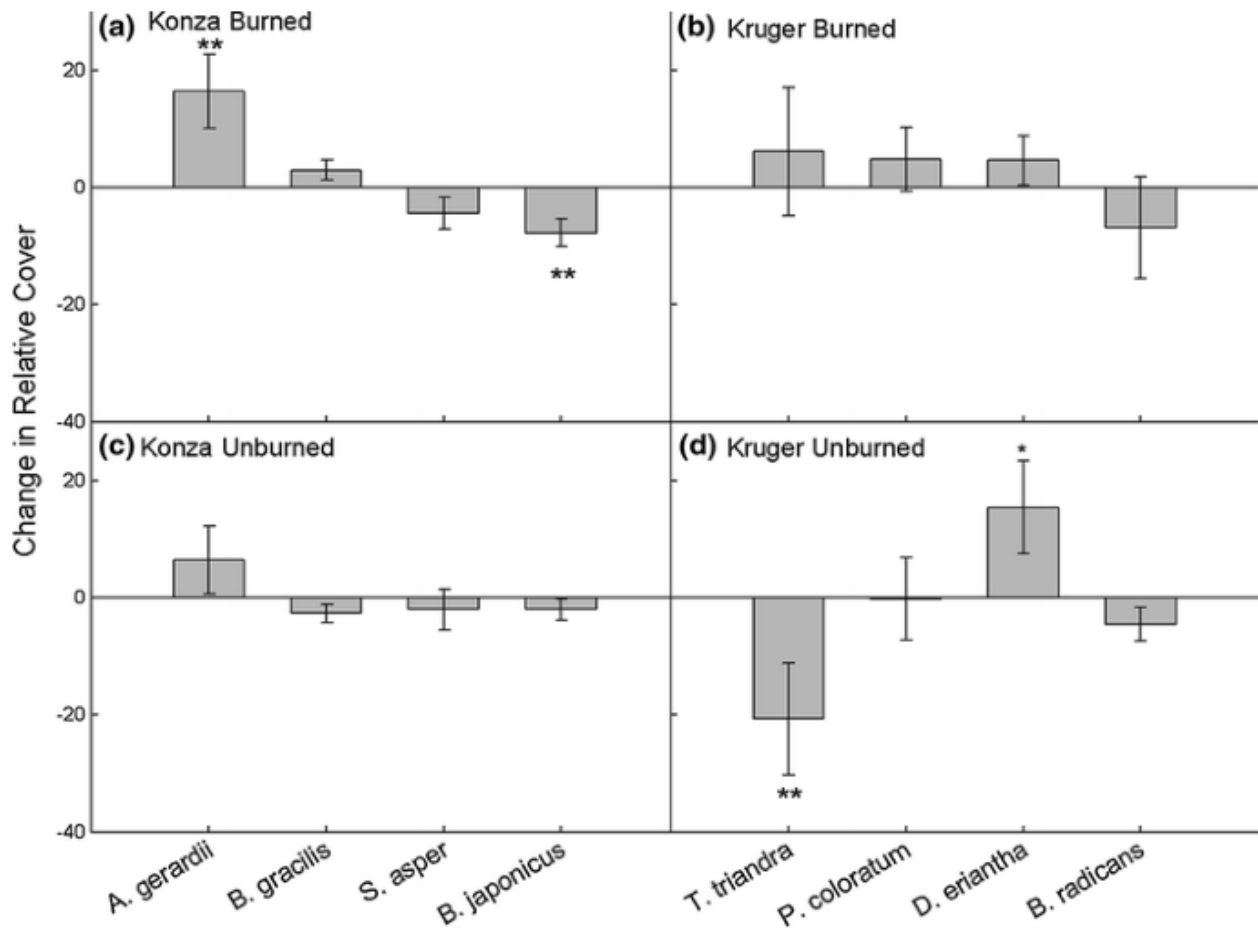 (a) Konza Burned
**
20
0
**
-20
-40
(b) Kruger Burned
Change in Relative Cover
(c) Konza Unburned
20
0
-20
-40
(d) Kruger Unburned
*
**
A. gerardii
B. gracilis
S. asper
B. japonicus
T. triandra
P. coloratum
D. eriantha
B. radicans